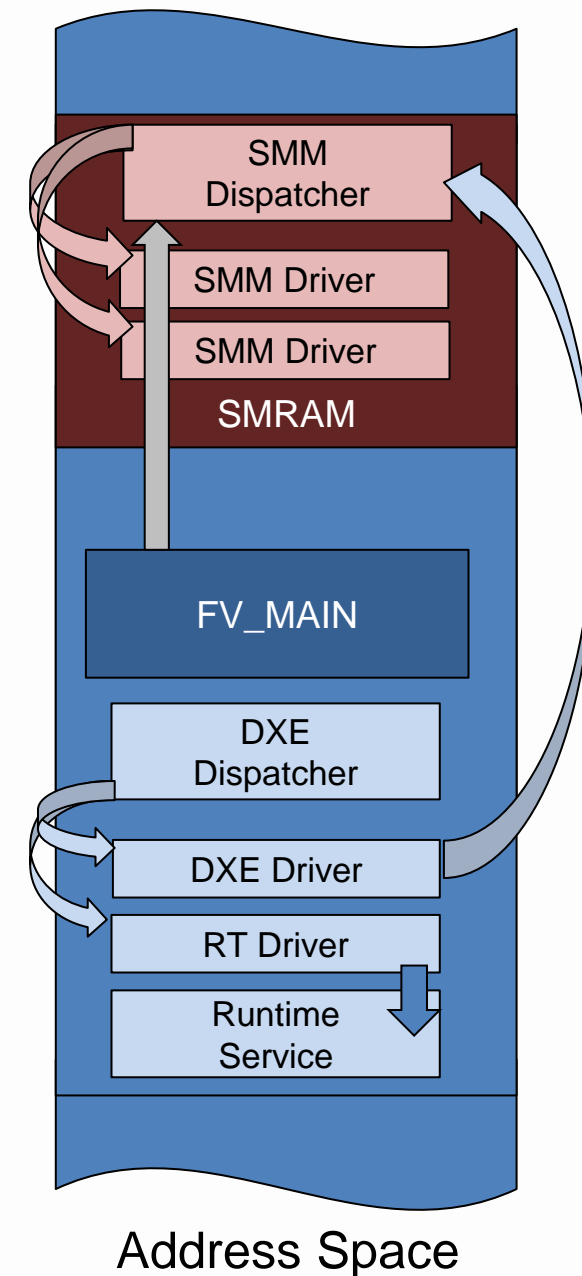 SMM
Dispatcher
SMM Driver
SMM Driver
SMRAM
FV_MAIN
DXE
Dispatcher
DXE Driver
RT Driver
Runtime
Service
Address Space